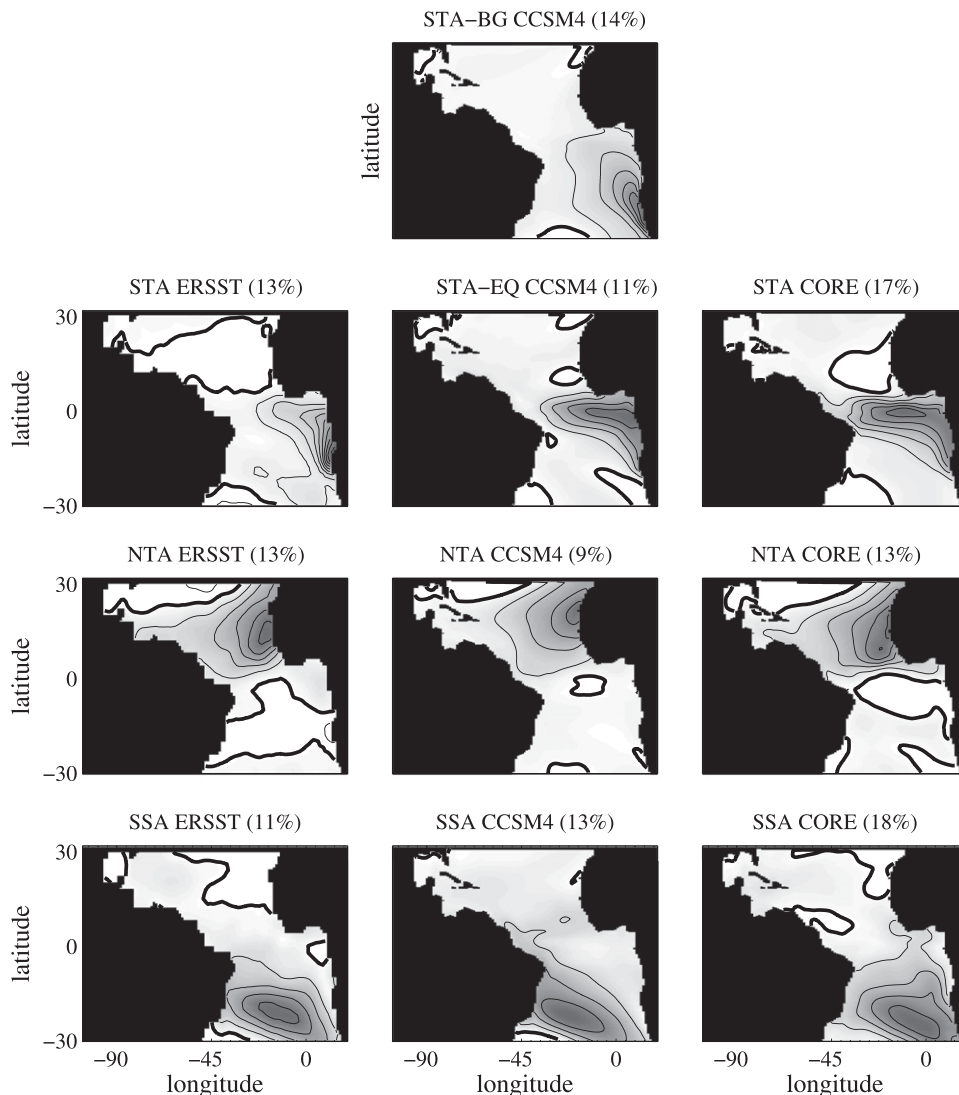 STA−BG CCSM4 (14%)
latitude
STA ERSST (13%)
STA−EQ CCSM4 (11%)
STA CORE (17%)
30
latitude
0
−30
NTA ERSST (13%)
NTA CCSM4 (9%)
NTA CORE (13%)
30
latitude
0
−30
SSA ERSST (11%)
SSA CCSM4 (13%)
SSA CORE (18%)
30
latitude
0
−30
−90 −45 0
−90 −45 0
−90 −45 0
longitude
longitude
longitude